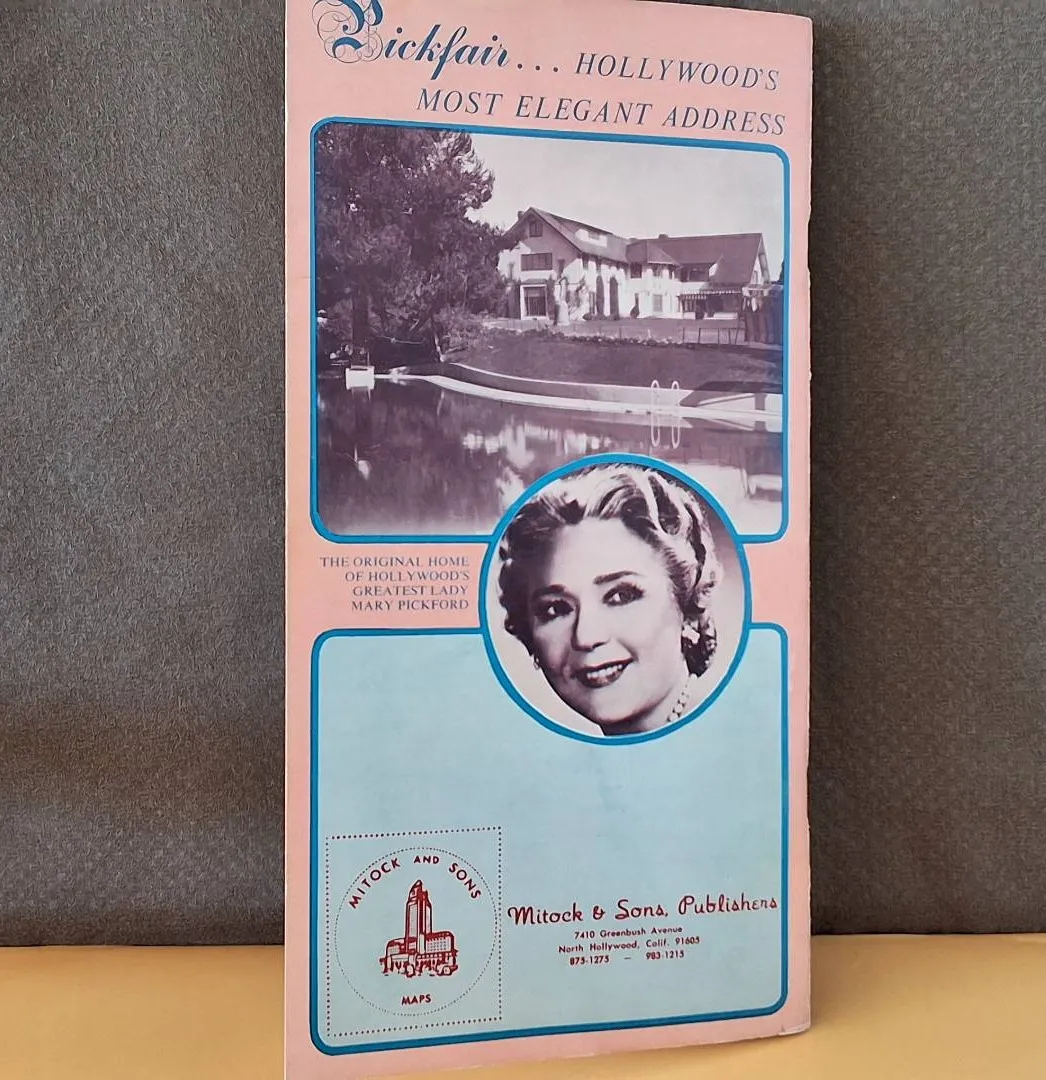 Pickfair... HOLLYWOOD'S
MOST ELEGANT ADDRESS
THE ORIGINAL HOME
OF HOLLYWOOD'S
GREATEST LADY
MARY PICKFORD
MITOCK AND SONS
MAPS
Mitock & Sons, Publishers
7410 Greenbush Avenue
North Hollywood, Calif. 91605
875-1275 — 983-1215